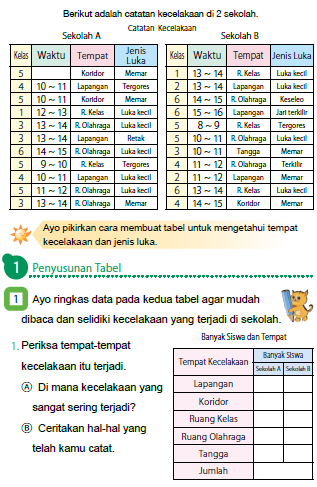 Berikut adalah catatan kecelakaan di 2 sekolah.
Catatan Kecelakaan
Sekolah A
Kelas Waktu Tempat Jenis Luka
5 Koridor Memar
4 10 ~ 11 Lapangan Tergores
5 10 ~ 11 Koridor Memar
1 12 ~ 13 R. Kelas Luka kecil
3 13 ~ 14 R. Olahraga Luka kecil
3 13 ~ 14 Lapangan Retak
6 14 ~ 15 R. Olahraga Luka kecil
5 9 ~ 10 R. Kelas Tergores
4 10 ~ 11 Lapangan Luka kecil
5 11 ~ 12 R. Olahraga Luka kecil
3 13 ~ 14 R. Olahraga Memar
Sekolah B
Kelas Waktu Tempat Jenis Luka
1 13 ~ 14 R. Kelas Luka kecil
2 13 ~ 14 Lapangan Luka kecil
6 14 ~ 15 R. Olahraga Keseleo
6 15 ~ 16 Lapangan Jari terkilir
5 8 ~ 9 R. Kelas Tergores
5 10 ~ 11 R. Olahraga Luka kecil
3 10 ~ 11 Tangga Memar
4 11 ~ 12 R. Olahraga Terkilir
2 11 ~ 12 Lapangan Memar
6 13 ~ 14 R. Kelas Luka kecil
4 14 ~ 15 Koridor Memar
Ayo pikirkan cara membuat tabel untuk mengetahui tempat
kecelakaan dan jenis luka.
1 Penyusunan Tabel
1 Ayo ringkas data pada kedua tabel agar mudah
dibaca dan selidiki kecelakaan yang terjadi di sekolah.
1. Periksa tempat-tempat
kecelakaan itu terjadi.
Ⓐ Di mana kecelakaan yang
sangat sering terjadi?
Ⓑ Ceritakan hal-hal yang
telah kamu catat.
Banyak Siswa dan Tempat
Tempat Kecelakaan Banyak Siswa
Sekolah A Sekolah B
Lapangan
Koridor
Ruang Kelas
Ruang Olahraga
Tangga
Jumlah